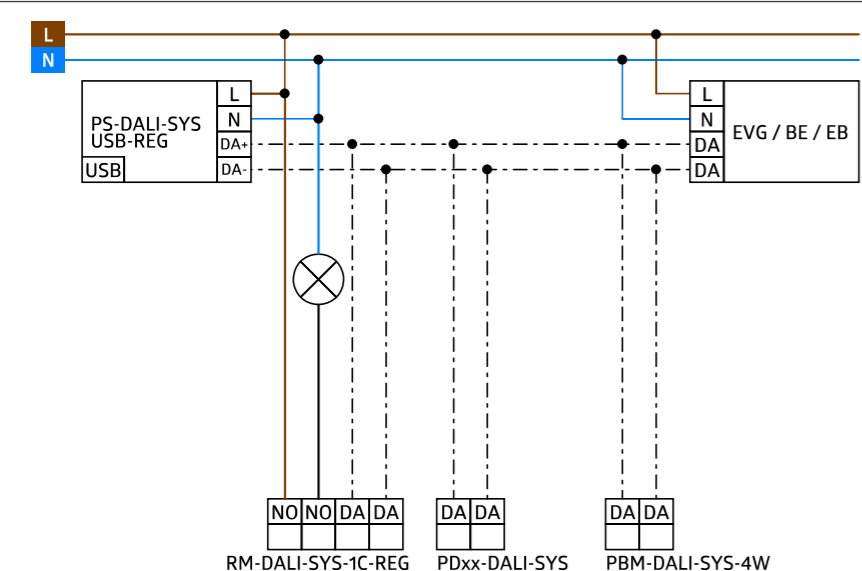 L
N
PS-DALI-SYS
USB-REG
USB
L
N
DA+
DA-
L
N
DA
DA
EVG / BE / EB
NO NO DA DA
DA DA
DA DA
RM-DALI-SYS-1C-REG
PDxx-DALI-SYS
PBM-DALI-SYS-4W